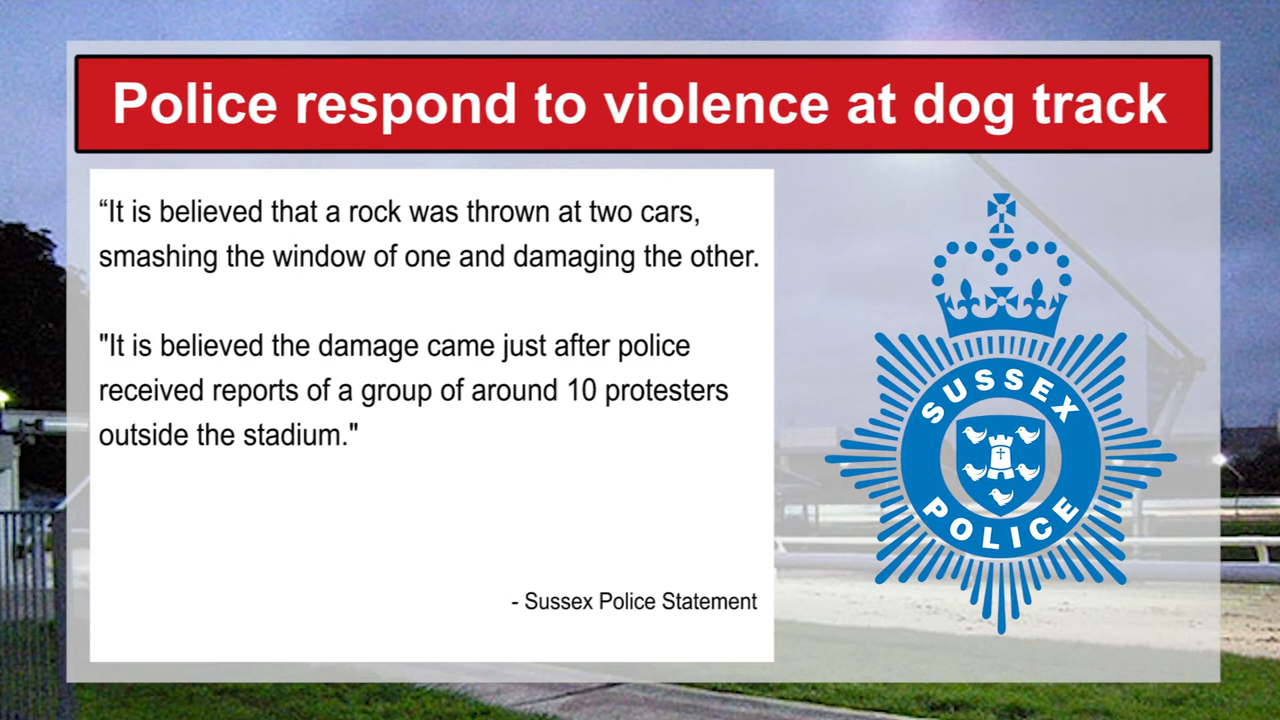 Police respond to violence at dog track
“It is believed that a rock was thrown at two cars,
smashing the window of one and damaging the other.
"It is believed the damage came just after police
received reports of a group of around 10 protesters
outside the stadium."
- Sussex Police Statement
SUSSEX
POLICE